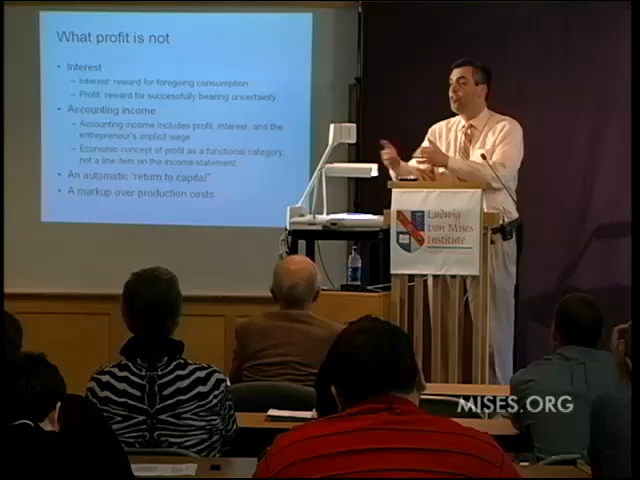 What profit is not
• Interest
– Interest: reward for foregoing consumption
– Profit: reward for successfully bearing uncertainty
• Accounting income
– Accounting income includes profit, interest, and the
entrepreneur's implicit wage.
– Economic concept of profit as a functional category,
not a line item on the income statement.
• An automatic "return to capital"
• A markup over production costs
Ludwig
von Mises
Institute
MISES.ORG